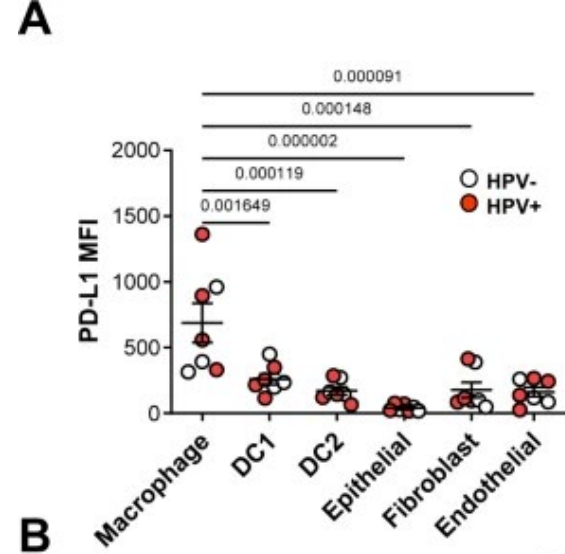 A
0.000091
0.000148
0.000002
0.000119
0.001649
2000
1500
1000
500
0
PD-L1 MFI
HPV-
HPV+
Macrophage
DC1
DC2
Epithelial
Fibroblast
Endothelial
B